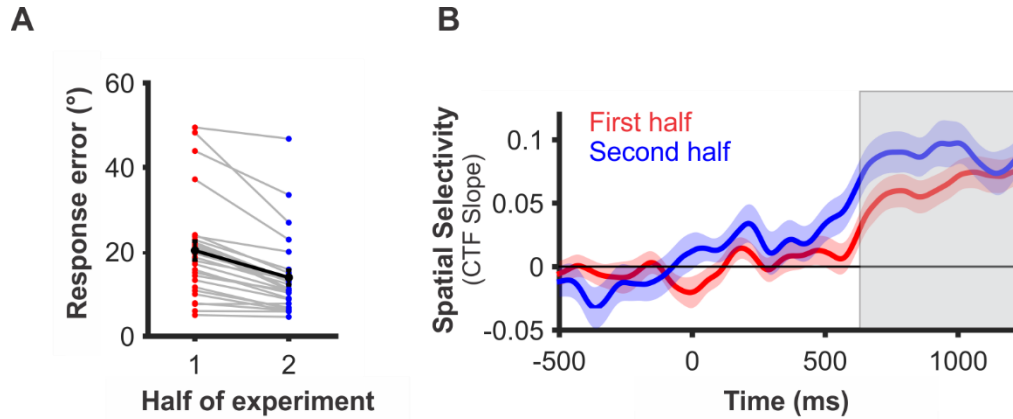 A
Response error (°)
60
40
20
0
1 2
Half of experiment
B
Spatial Selectivity
(CTF Slope)
First half
Second half
0.1
0.05
0
-0.05
-500 0 500 1000
Time (ms)